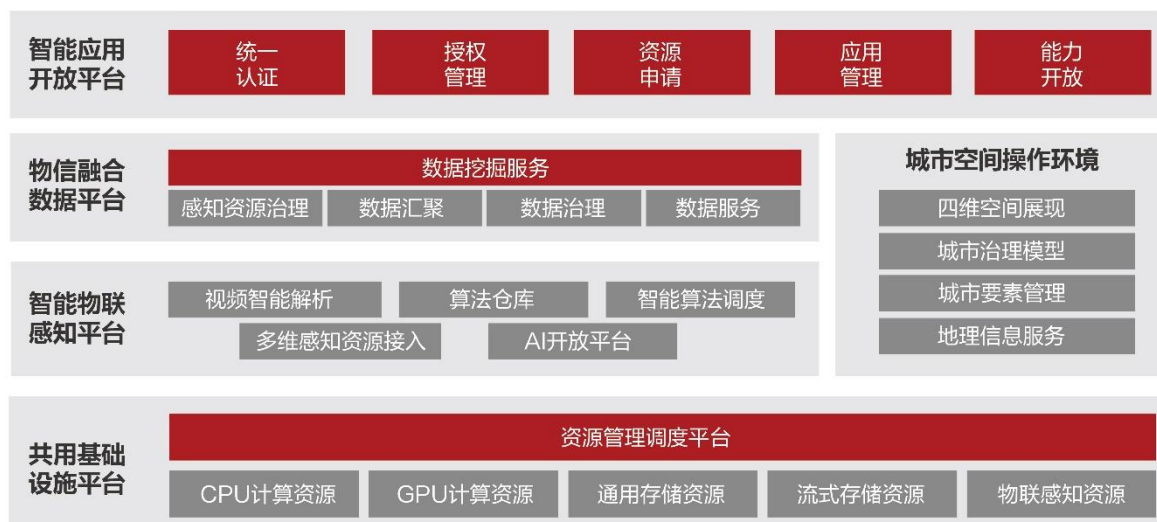 智能应用
开放平台
统一
认证
授权
管理
资源
申请
应用
管理
能力
开放
物信融合
数据平台
数据挖掘服务
感知资源治理
数据汇聚
数据治理
数据服务
城市空间操作环境
四维空间展现
城市治理模型
城市要素管理
地理信息服务
智能物联
感知平台
视频智能解析
算法仓库
智能算法调度
多维感知资源接入
AI开放平台
共用基础
设施平台
资源管理调度平台
CPU计算资源
GPU计算资源
通用存储资源
流式存储资源
物联感知资源